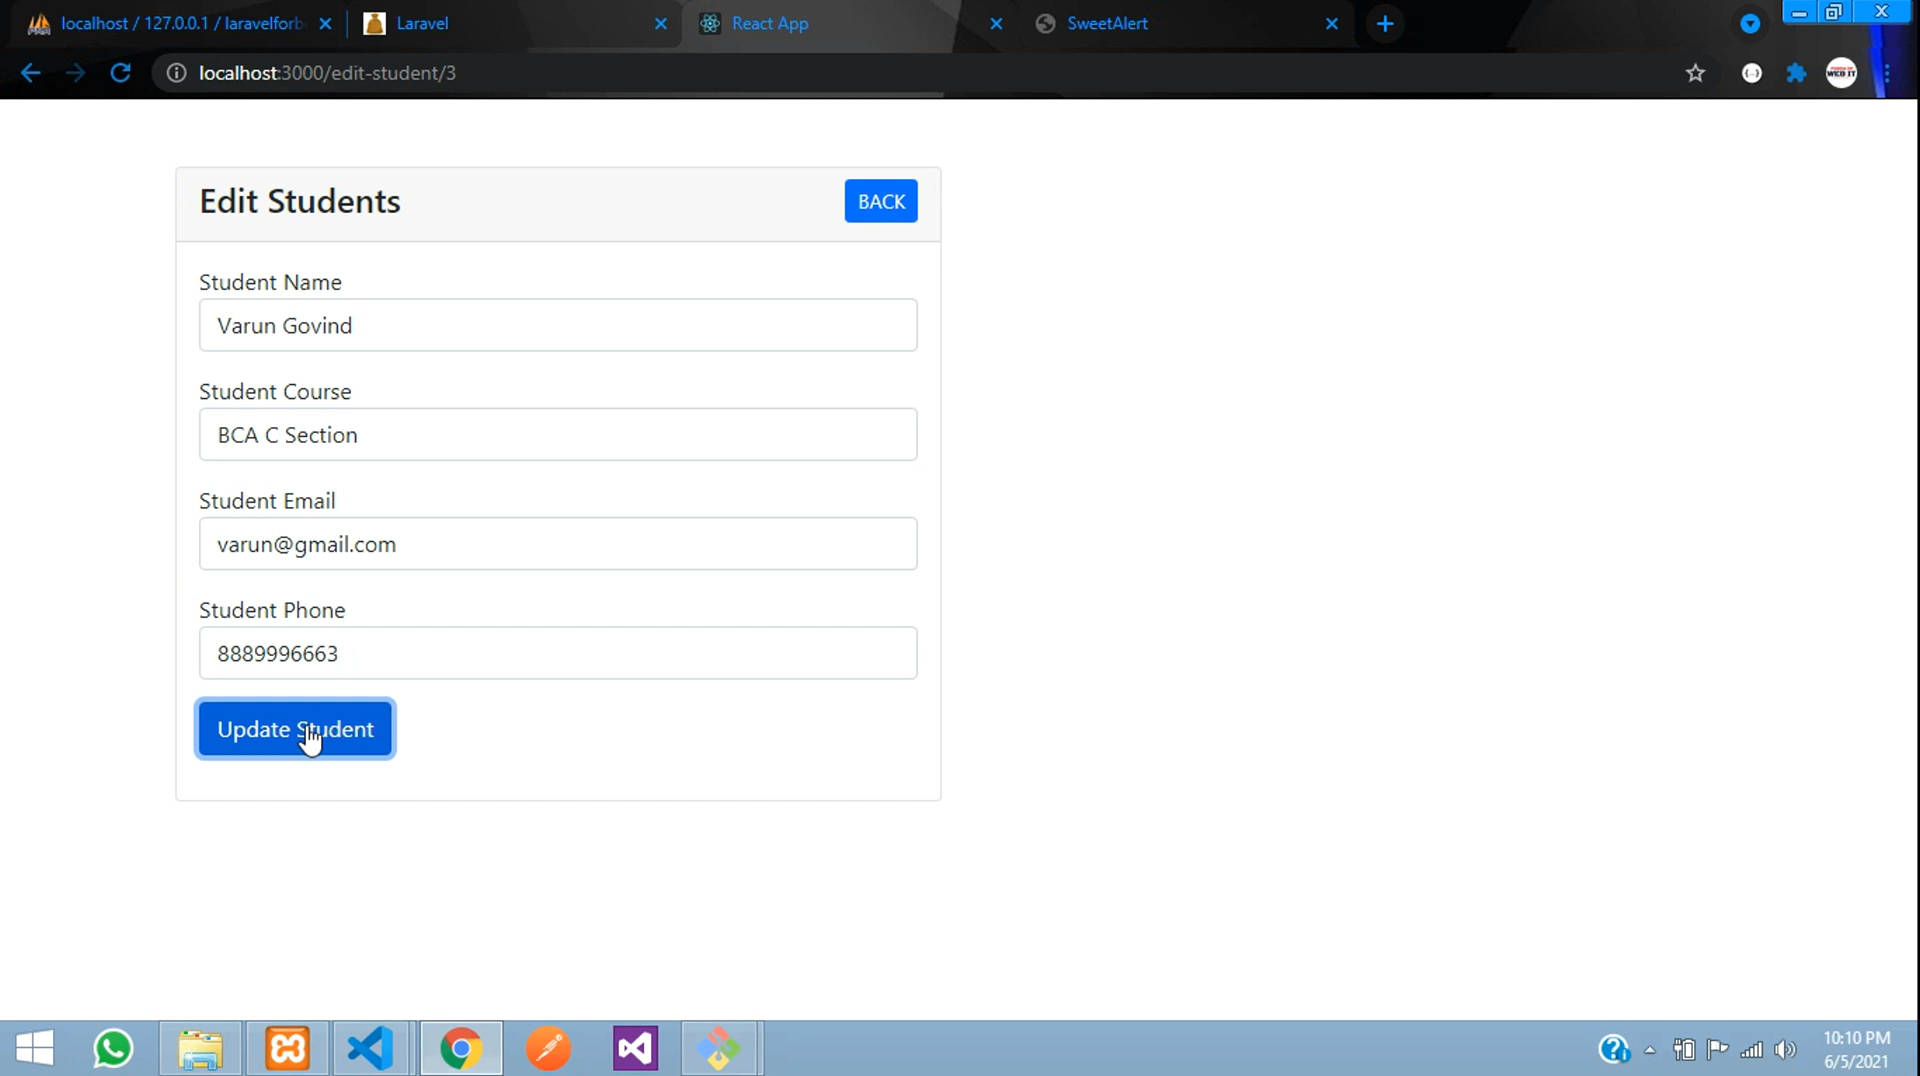 localhost / 127.0.0.1 / laravelforb
Laravel
React App
SweetAlert
localhost:3000/edit-student/3
WEB IT
Edit Students
BACK
Student Name
Varun Govind
Student Course
BCA C Section
Student Email
varun@gmail.com
Student Phone
8889996663
Update Student
10:10 PM
6/5/2021